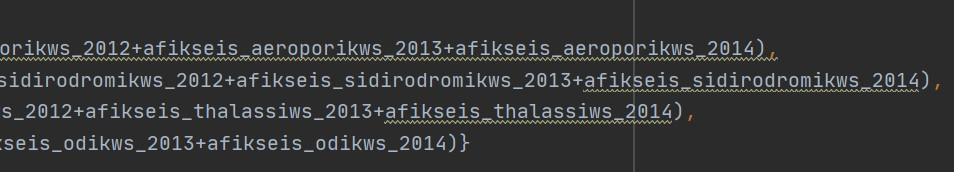 orikws_2012+afikseis_aeroporikws_2013+afikseis_aeroporikws_2014),
sidirodromikws_2012+afikseis_sidirodromikws_2013+afikseis_sidirodromikws_2014),
s_2012+afikseis_thalassiws_2013+afikseis_thalassiws_2014),
kseis_odikws_2013+afikseis_odikws_2014)}